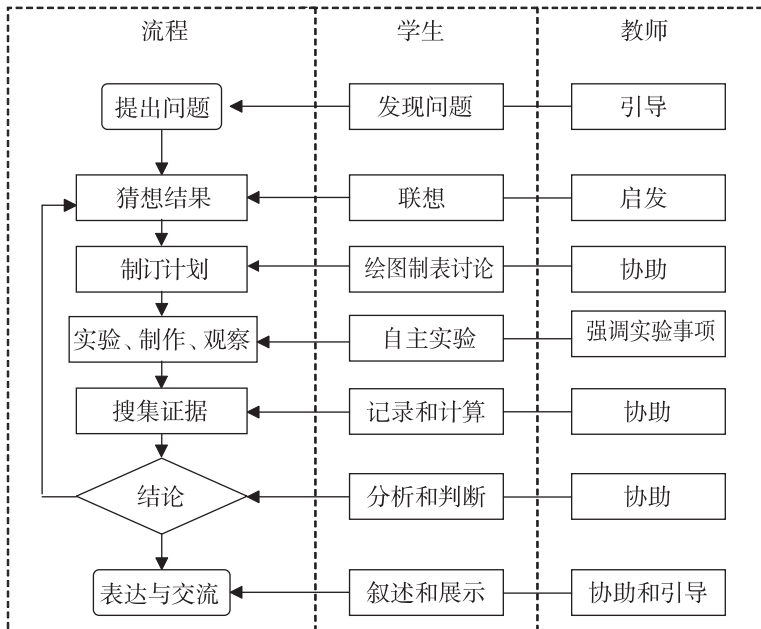 流程 学生 教师
提出问题 发现问题 引导
猜想结果 联想 启发
制订计划 绘图制表讨论 协助
实验、制作、观察 自主实验 强调实验事项
搜集证据 记录和计算 协助
结论 分析和判断 协助
表达与交流 叙述和展示 协助和引导